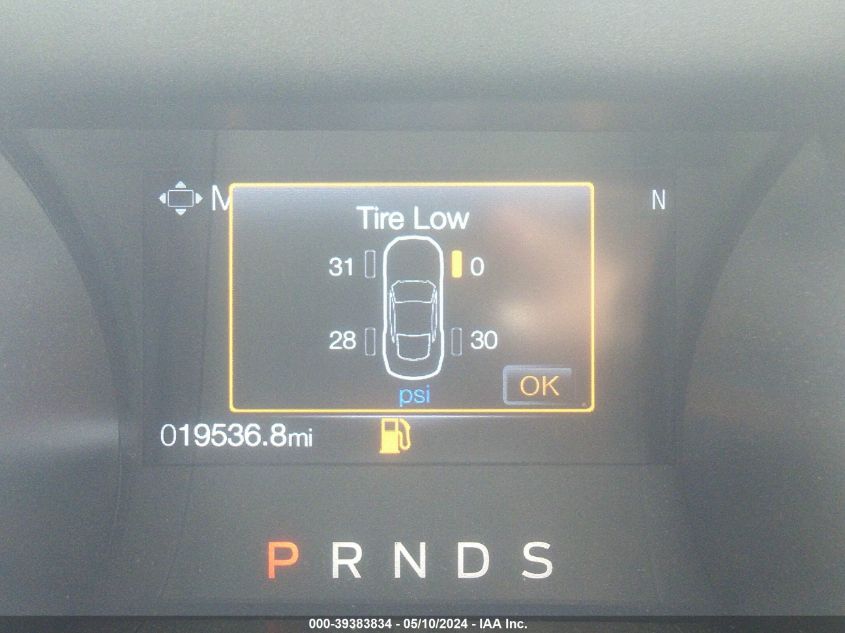 M N
Tire Low
31 0
28 30
psi OK
019536.8mi
P R N D S
000-39383834 - 05/10/2024 - IAA Inc.